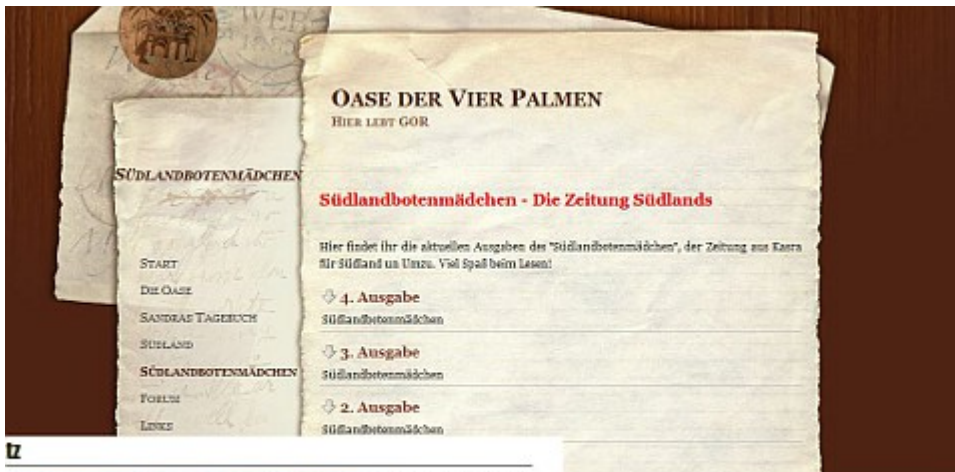 OASE DER VIER PALMEN
HIER LEBT GOR
SÜDLANDBOTENMÄDCHEN
START
DIE OASE
SANDRAS TAGEBUCH
SÜDLAND
SÜDLANDBOTENMÄDCHEN
FORUM
LINKS
Südlandbotenmädchen - Die Zeitung Südlands
Hier findet ihr die aktuellen Ausgaben des "Südlandbotenmädchen", der Zeitung aus Kasra
für Südland un Umzu. Viel Spaß beim Lesen!
4. Ausgabe
Südlandbotenmädchen
3. Ausgabe
Südlandbotenmädchen
2. Ausgabe
Südlandbotenmädchen
tz